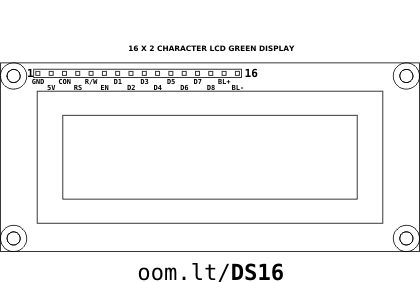 16 X 2 CHARACTER LCD GREEN DISPLAY
1 16
GND CON R/W D1 D3 D5 D7 BL+
5V RS EN D2 D4 D6 D8 BL-
oom.lt/DS16